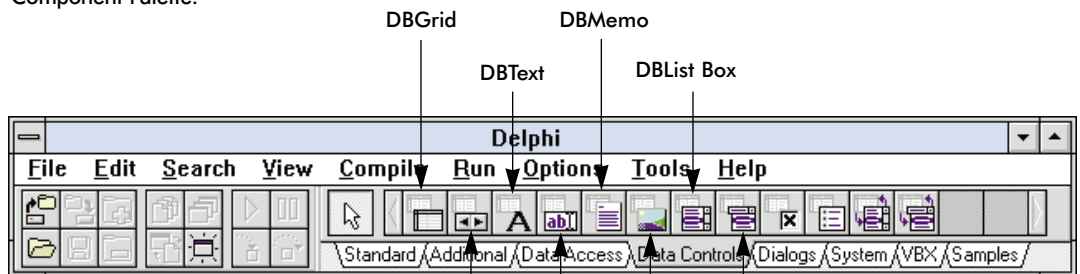 Component Palette.
DBGrid
DBMemo
DBText
DBList Box
Delphi
File Edit Search View Compile Run Options Tools Help
A
ab
Standard Additional Data Access Data Controls Dialogs System VBX Samples